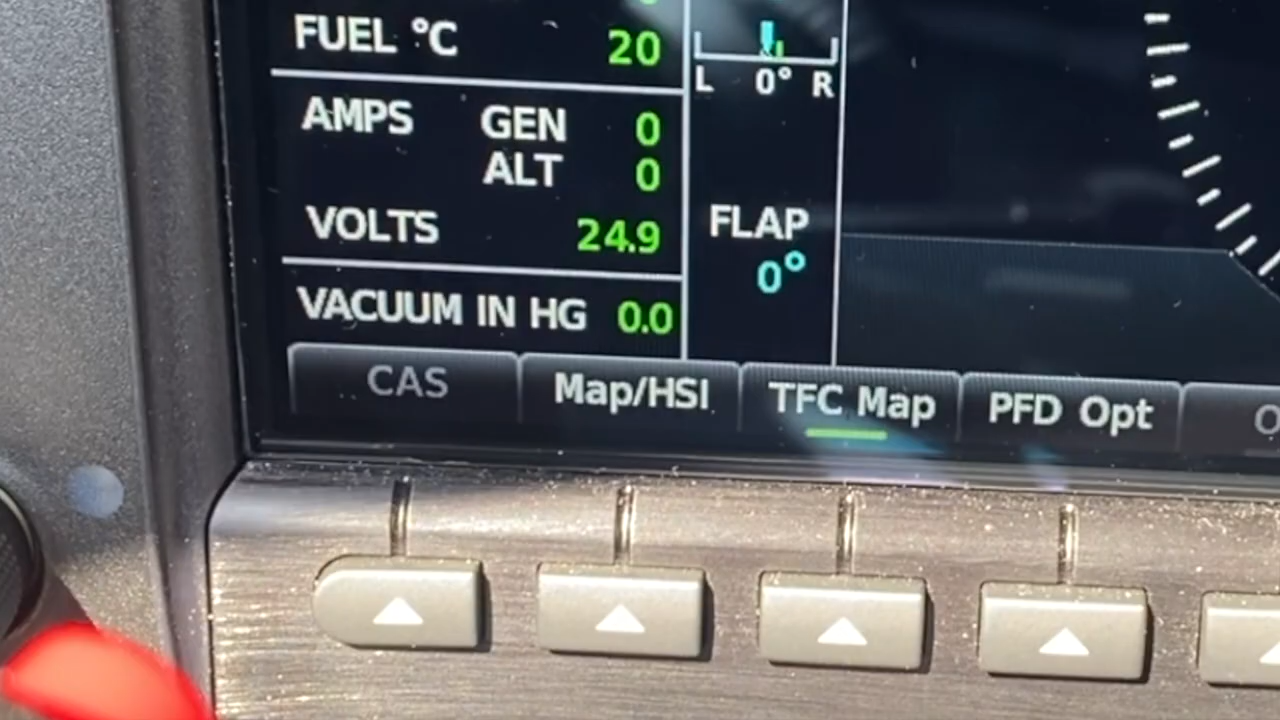 FUEL °C 20
L 0° R
AMPS GEN 0
ALT 0
VOLTS 24.9
FLAP
0°
VACUUM IN HG 0.0
CAS Map/HSI TFC Map PFD Opt